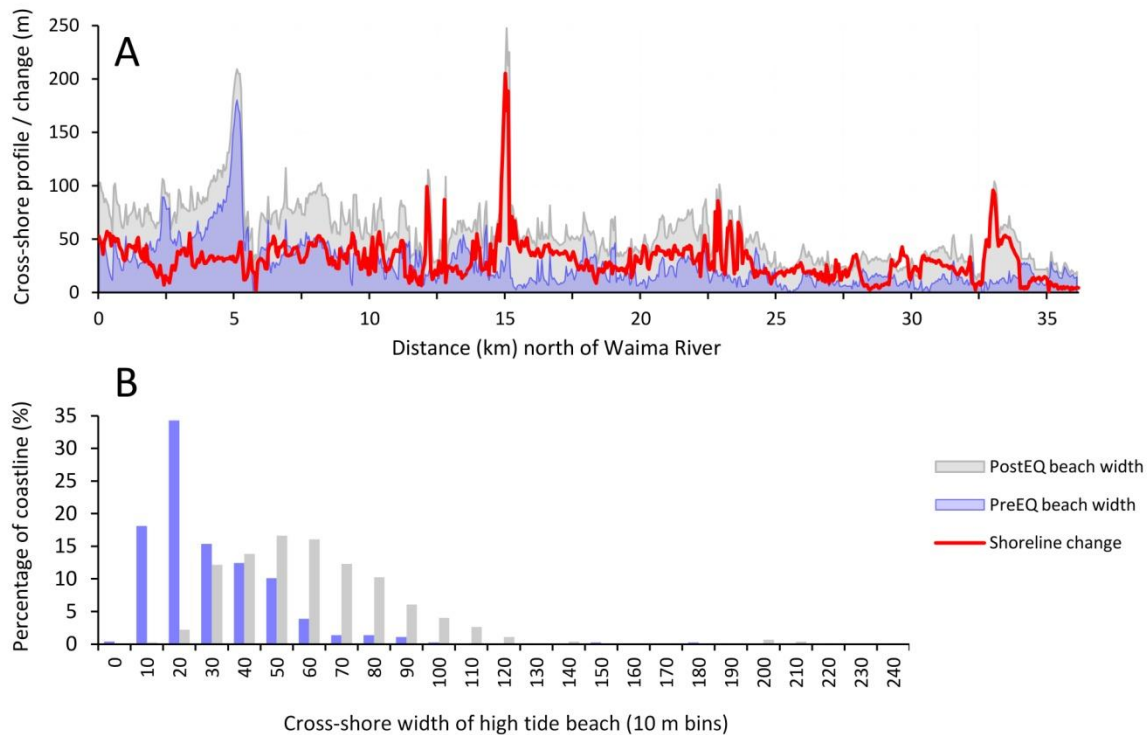 A
Cross-shore profile / change (m)
250
200
150
100
50
0
0 5 10 15 20 25 30 35
Distance (km) north of Waima River
B
Percentage of coastline (%)
35
30
25
20
15
10
5
0
0 10 20 30 40 50 60 70 80 90 100 110 120 130 140 150 160 170 180 190 200 210 220 230 240
Cross-shore width of high tide beach (10 m bins)
PostEQ beach width
PreEQ beach width
Shoreline change